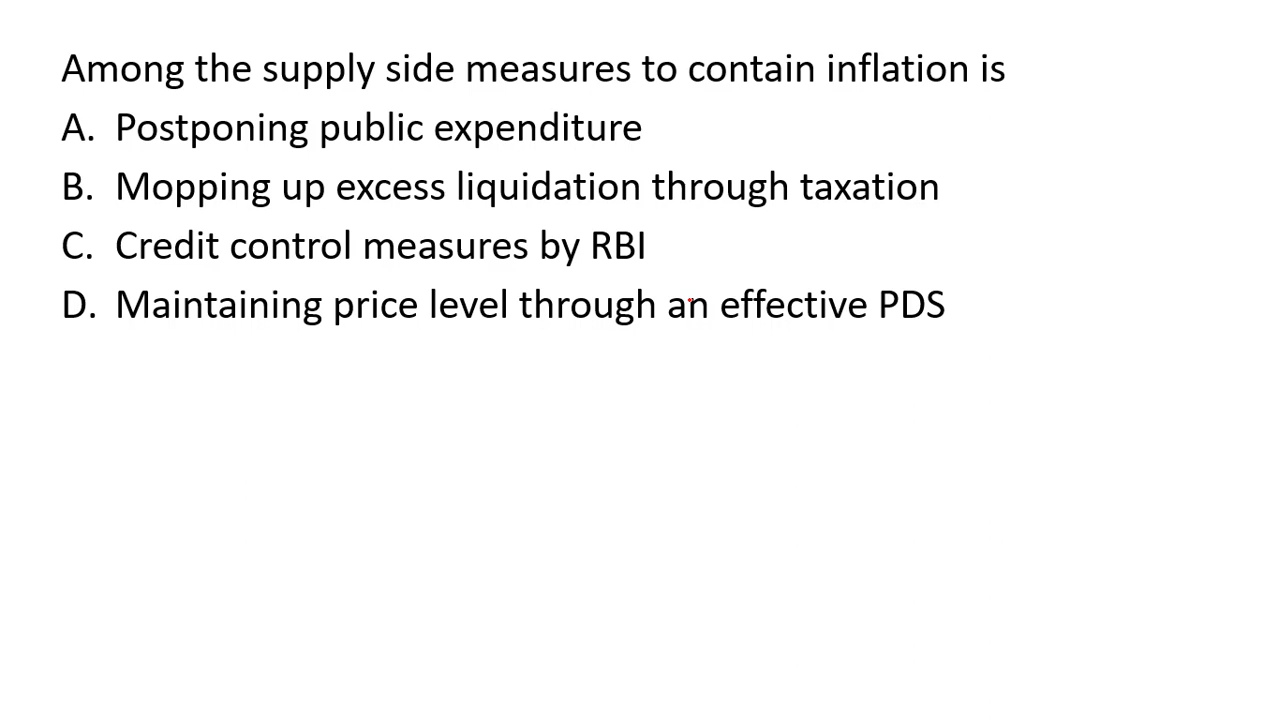 Among the supply side measures to contain inflation is
A. Postponing public expenditure
B. Mopping up excess liquidation through taxation
C. Credit control measures by RBI
D. Maintaining price level through an effective PDS